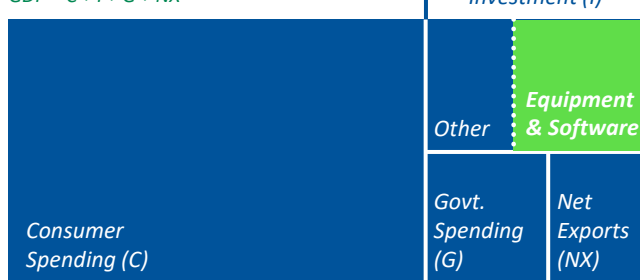 GDP = C + I + G + NX
Investment (I)
Other
Equipment
& Software
Consumer
Spending (C)
Govt.
Spending
(G)
Net
Exports
(NX)